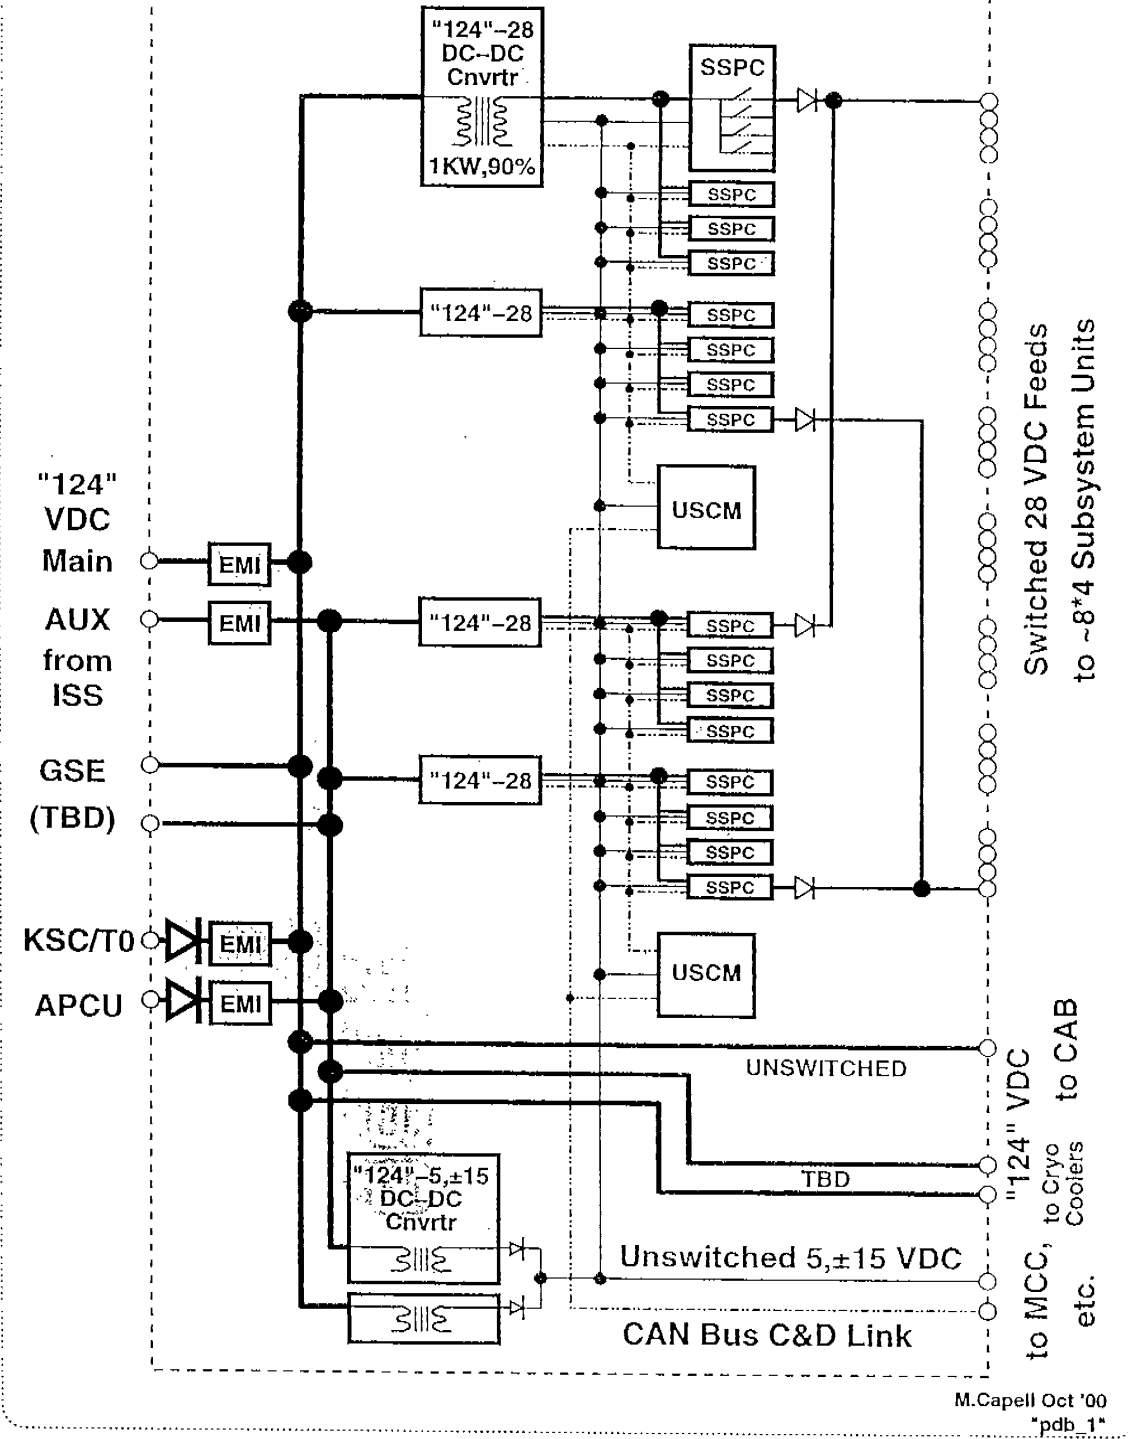 "124"-28
DC-DC
Cnvrtr
1KW,90%
SSPC
SSPC
SSPC
SSPC
"124"-28
SSPC
SSPC
SSPC
SSPC
USCM
"124"
VDC
Main
EMI
AUX
EMI
from
ISS
"124"-28
SSPC
SSPC
SSPC
SSPC
GSE
(TBD)
"124"-28
SSPC
SSPC
SSPC
SSPC
KSC/T0
EMI
USCM
APCU
EMI
Switched 28 VDC Feeds
to ~8*4 Subsystem Units
UNSWITCHED
"124" VDC
to CAB
TBD
to Cryo
Coolers
"124"-5,±15
DC-DC
Cnvrtr
Unswitched 5,±15 VDC
CAN Bus C&D Link
to MCC,
etc.
M.Capell Oct '00
"pdb_1"